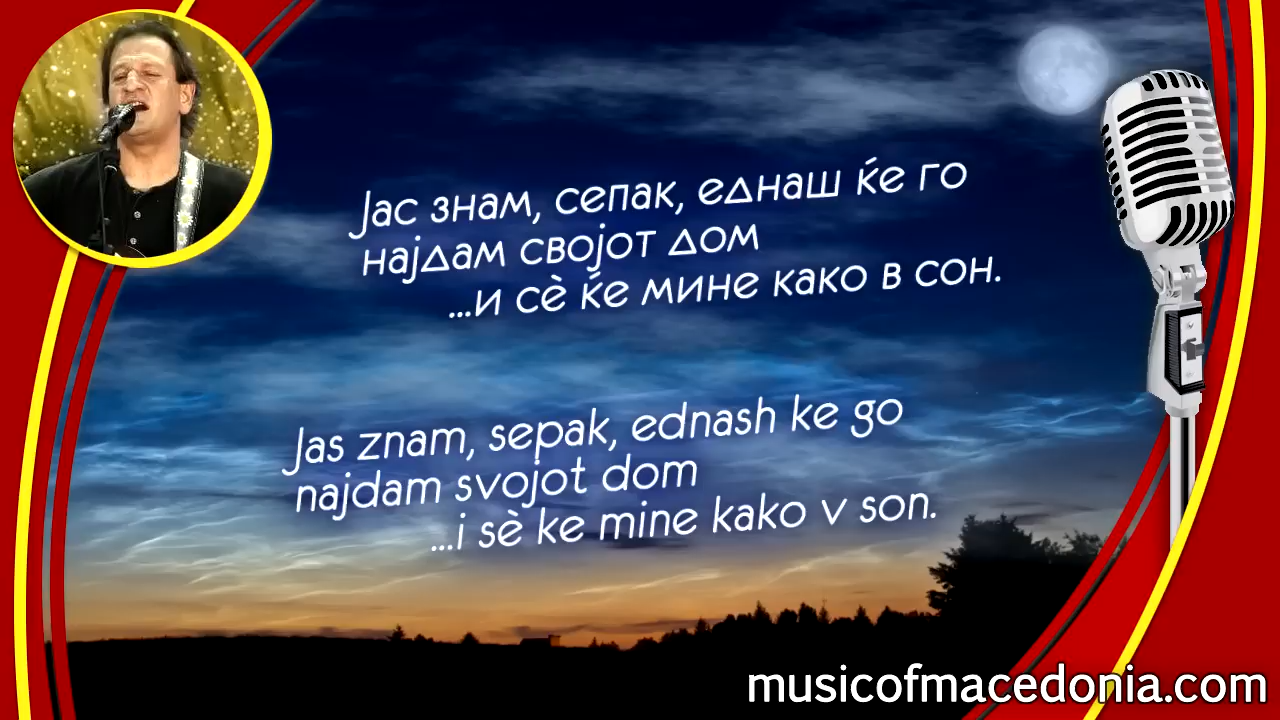 Јас знам, сепак, еднаш ќе го
најдам својот дом
...и сѐ ќе мине како в сон.
Jas znam, sepak, ednash ke go
najdam svojot dom
...i sè ke mine kako v son.
musicofmacedonia.com